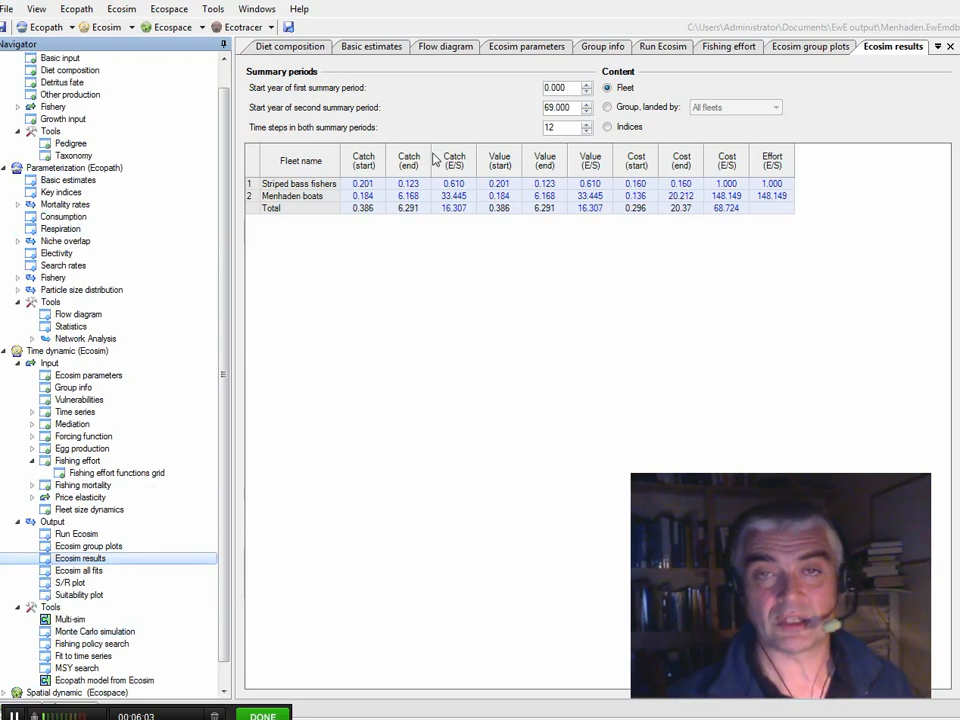 File View Ecopath Ecosim Ecospace Tools Windows Help
Ecopath Ecosim Ecospace Ecotracer C:\Users\Administrator\Documents\EwE output\Menhaden.EwEmdb
Navigator
Basic input
Diet composition
Detritus fate
Other production
Fishery
Growth input
Tools
Pedigree
Taxonomy
Parameterization (Ecopath)
Basic estimates
Key indices
Mortality rates
Consumption
Respiration
Niche overlap
Electivity
Search rates
Fishery
Particle size distribution
Tools
Flow diagram
Statistics
Network Analysis
Time dynamic (Ecosim)
Input
Ecosim parameters
Group info
Vulnerabilities
Time series
Mediation
Forcing function
Egg production
Fishing effort
Fishing effort functions grid
Fishing mortality
Price elasticity
Fleet size dynamics
Output
Run Ecosim
Ecosim group plots
Ecosim results
Ecosim all fits
S/R plot
Suitability plot
Tools
Multi-sim
Monte Carlo simulation
Fishing policy search
Fit to time series
MSY search
Ecopath model from Ecosim
Spatial dynamic (Ecospace)
00:06:03 DONE
Diet composition Basic estimates Flow diagram Ecosim parameters Group info Run Ecosim Fishing effort Ecosim group plots Ecosim results
Summary periods
Start year of first summary period: 0.000
Start year of second summary period: 69.000
Time steps in both summary periods: 12
Content
Fleet
Group, landed by: All fleets
Indices
Fleet name Catch (start) Catch (end) Catch (E/S) Value (start) Value (end) Value (E/S) Cost (start) Cost (end) Cost (E/S) Effort (E/S)
1 Striped bass fishers 0.201 0.123 0.610 0.201 0.123 0.610 0.160 0.160 1.000 1.000
2 Menhaden boats 0.184 6.168 33.445 0.184 6.168 33.445 0.136 20.212 148.149 148.149
Total 0.386 6.291 16.307 0.386 6.291 16.307 0.296 20.37 68.724